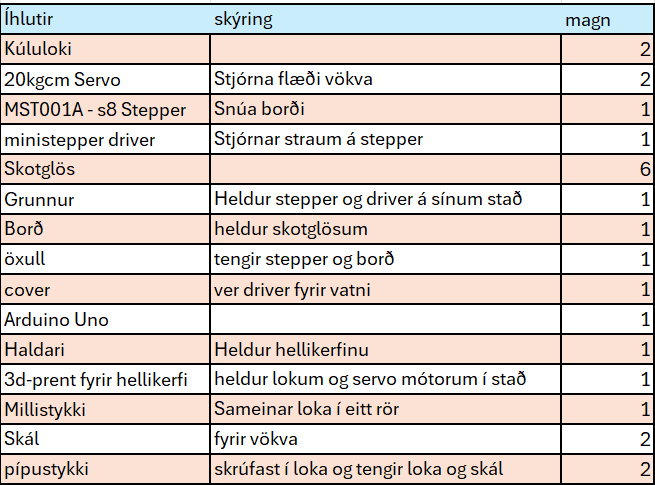 Íhlutir skýring magn
Kúluloki 2
20kgcm Servo Stjórna flæði vökva 2
MST001A - s8 Stepper Snúa borði 1
ministepper driver Stjórnar straum á stepper 1
Skotglös 6
Grunnur Heldur stepper og driver á sínum stað 1
Borð heldur skotglösum 1
öxull tengir stepper og borð 1
cover ver driver fyrir vatni 1
Arduino Uno 1
Haldari Heldur hellikerfinu 1
3d-prent fyrir hellikerfi heldur lokum og servo mótorum í stað 1
Millistykki Sameinar loka í eitt rör 1
Skál fyrir vökva 2
pípustykki skrúfast í loka og tengir loka og skál 2